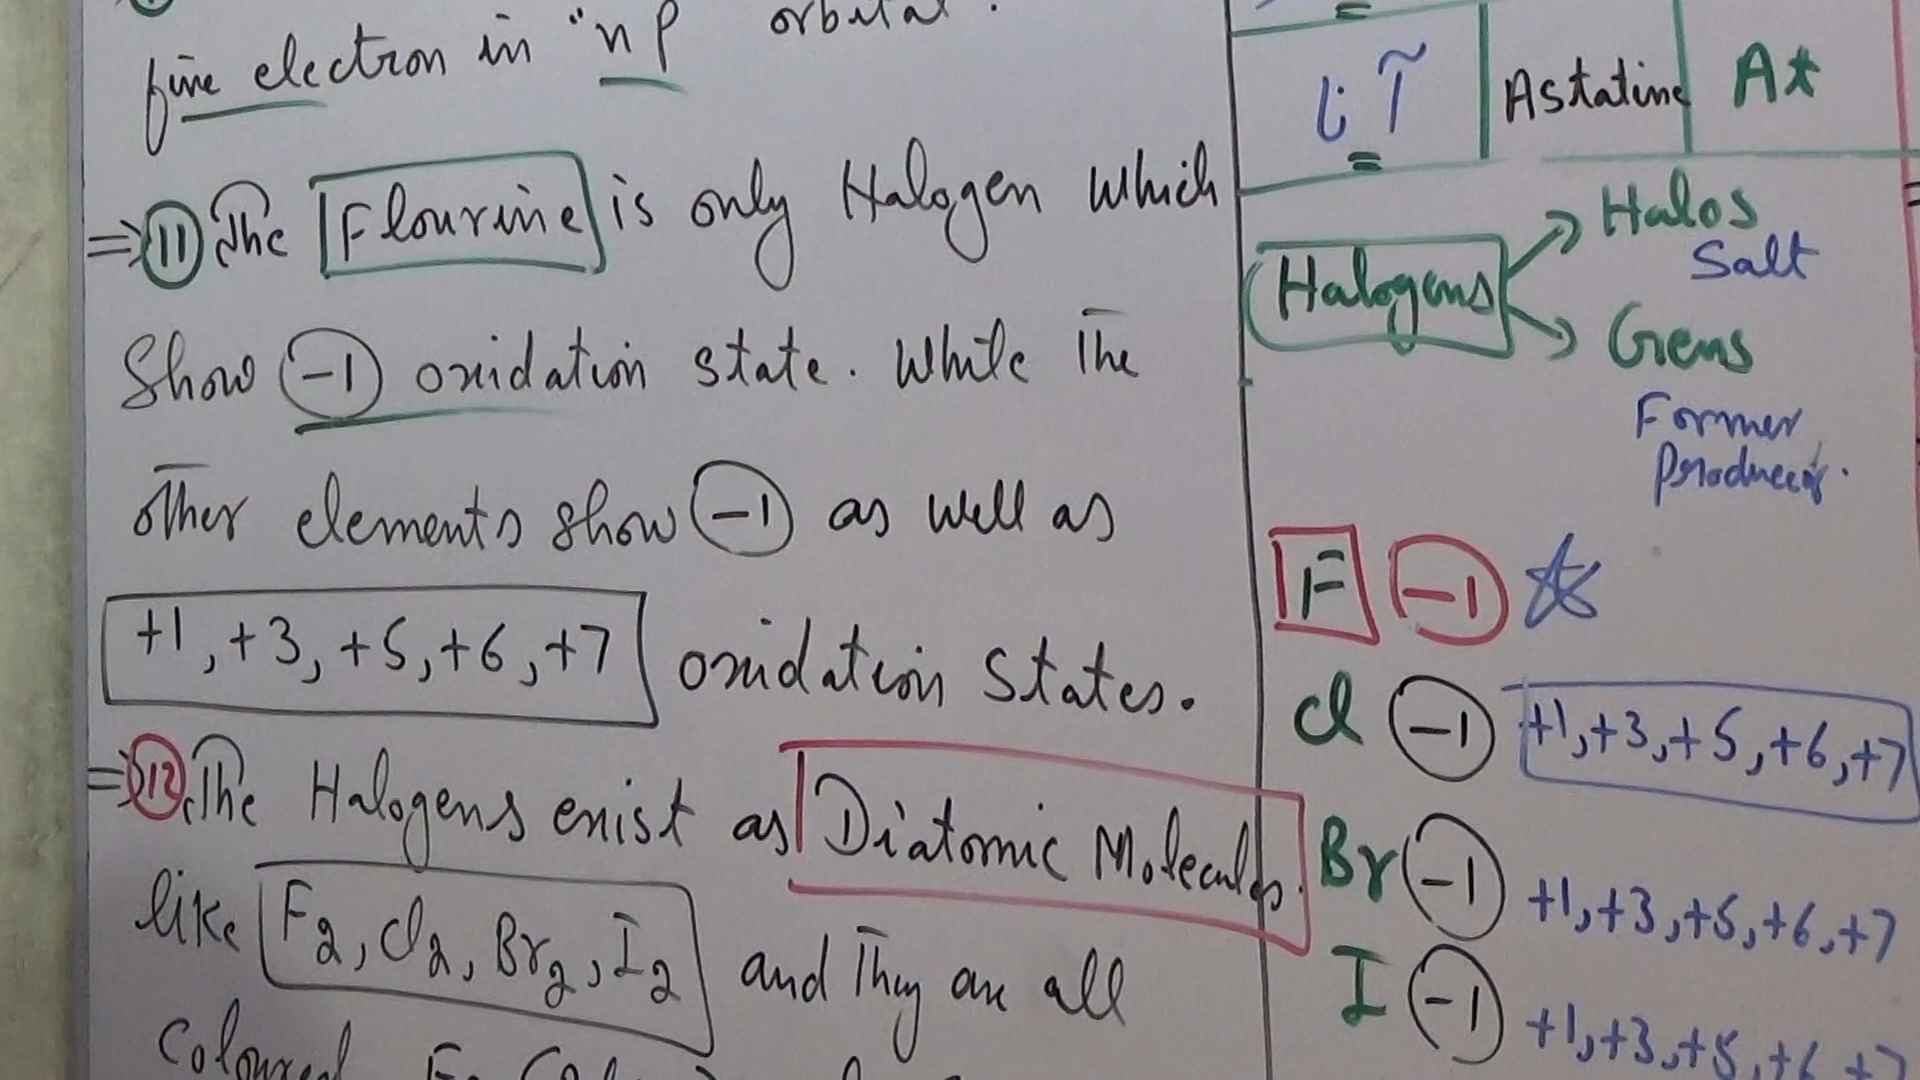 five electron in "np orbital.
=> 11 The Flourine is only Halogen which
Show -1 oxidation state. While The
other elements show -1 as well as
+1, +3, +5, +6, +7 oxidation states.
=> 12. The Halogens exist as Diatomic Molecules.
like F2, Cl2, Br2, I2 and They are all
Coloured
Astatine At
Halogens
Halos
Salt
Gens
Former
Producer.
F -1
Cl -1 +1, +3, +5, +6, +7
Br -1 +1, +3, +5, +6, +7
I -1 +1, +3, +5, +6, +7